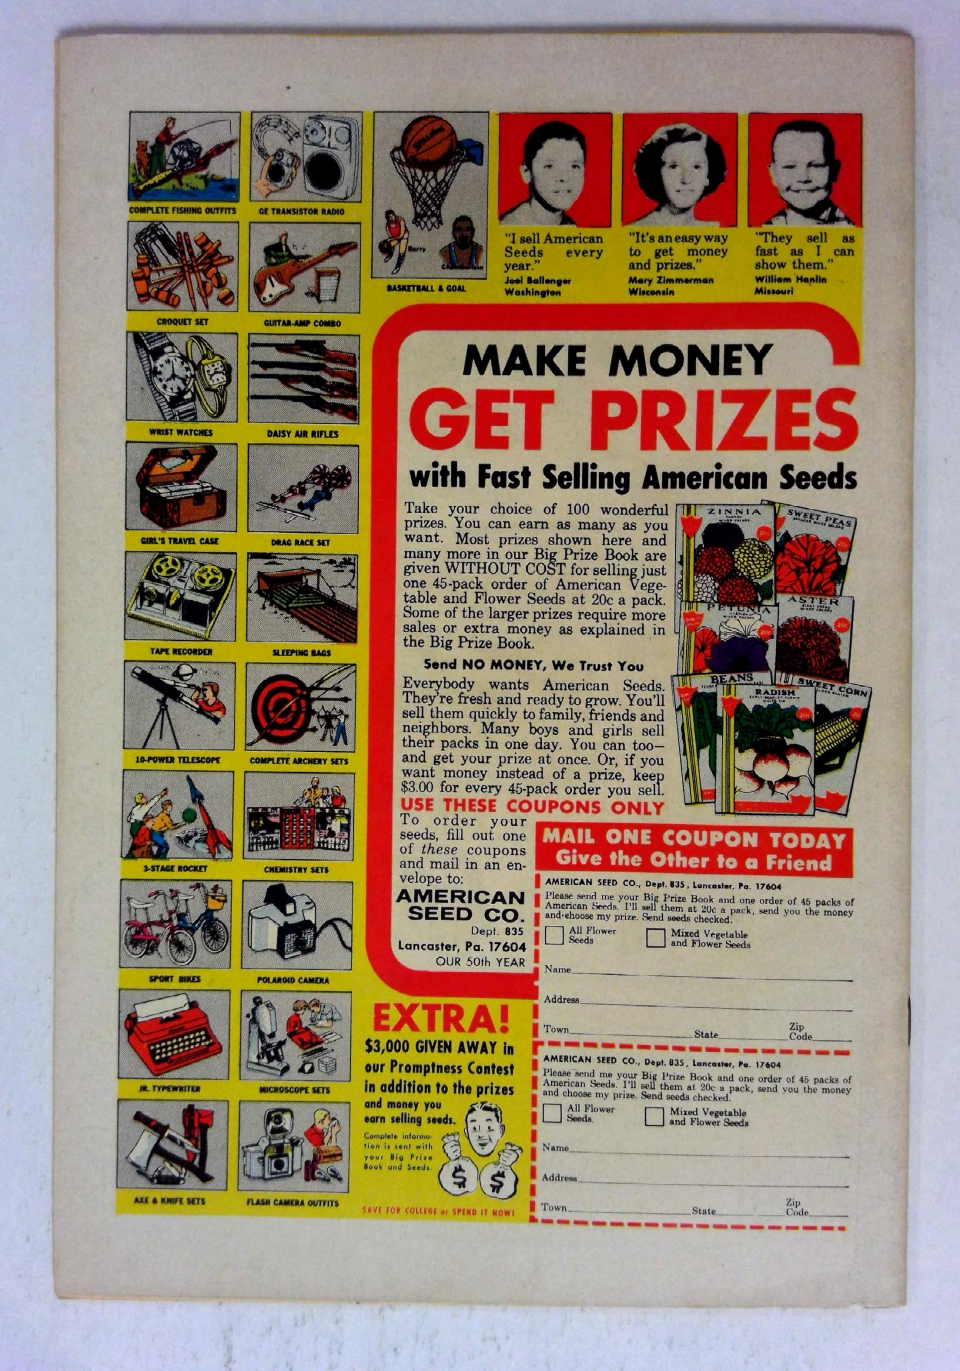 COMPLETE FISHING OUTFITS
GE TRANSISTOR RADIO
CROQUET SET
GUITAR-AMP COMBO
WRIST WATCHES
DAISY AIR RIFLES
GIRL'S TRAVEL CASE
DRAG RACE SET
TAPE RECORDER
SLEEPING BAGS
10-POWER TELESCOPE
COMPLETE ARCHERY SETS
3-STAGE ROCKET
CHEMISTRY SETS
SPORT BIKES
POLAROID CAMERA
JR. TYPEWRITER
MICROSCOPE SETS
AXE & KNIFE SETS
FLASH CAMERA OUTFITS
Barry
BASKETBALL & GOAL
"I sell American
Seeds every
year."
Joel Ballenger
Washington
"It's an easy way
to get money
and prizes."
Mary Zimmerman
Wisconsin
"They sell as
fast as I can
show them."
William Henlin
Missouri
MAKE MONEY
GET PRIZES
with Fast Selling American Seeds
Take your choice of 100 wonderful
prizes. You can earn as many as you
want. Most prizes shown here and
many more in our Big Prize Book are
given WITHOUT COST for selling just
one 45-pack order of American Vege-
table and Flower Seeds at 20c a pack.
Some of the larger prizes require more
sales or extra money as explained in
the Big Prize Book.
Send NO MONEY, We Trust You
Everybody wants American Seeds.
They're fresh and ready to grow. You'll
sell them quickly to family, friends and
neighbors. Many boys and girls sell
their packs in one day. You can too—
and get your prize at once. Or, if you
want money instead of a prize, keep
$3.00 for every 45-pack order you sell.
USE THESE COUPONS ONLY
To order your
seeds, fill out one
of these coupons
and mail in an en-
velope to:
AMERICAN
SEED CO.
Dept. 835
Lancaster, Pa. 17604
OUR 50th YEAR
ZINNIA
SWEET PEAS
PETUNIA
ASTER
BEANS
RADISH
SWEET CORN
MAIL ONE COUPON TODAY
Give the Other to a Friend
AMERICAN SEED CO., Dept. 835, Lancaster, Pa. 17604
Please send me your Big Prize Book and one order of 45 packs of
American Seeds. I'll sell them at 20c a pack, send you the money
and choose my prize. Send seeds checked.
All Flower
Seeds
Mixed Vegetable
and Flower Seeds
Name
Address
Town State Zip
Code
AMERICAN SEED CO., Dept. 835, Lancaster, Pa. 17604
Please send me your Big Prize Book and one order of 45 packs of
American Seeds. I'll sell them at 20c a pack, send you the money
and choose my prize. Send seeds checked.
All Flower
Seeds.
Mixed Vegetable
and Flower Seeds
Name
Address
Town State Zip
Code
EXTRA!
$3,000 GIVEN AWAY in
our Promptness Contest
in addition to the prizes
and money you
earn selling seeds.
Complete informa-
tion is sent with
your Big Prize
Book and Seeds.
$ $
SAVE FOR COLLEGE or SPEND IT NOW!